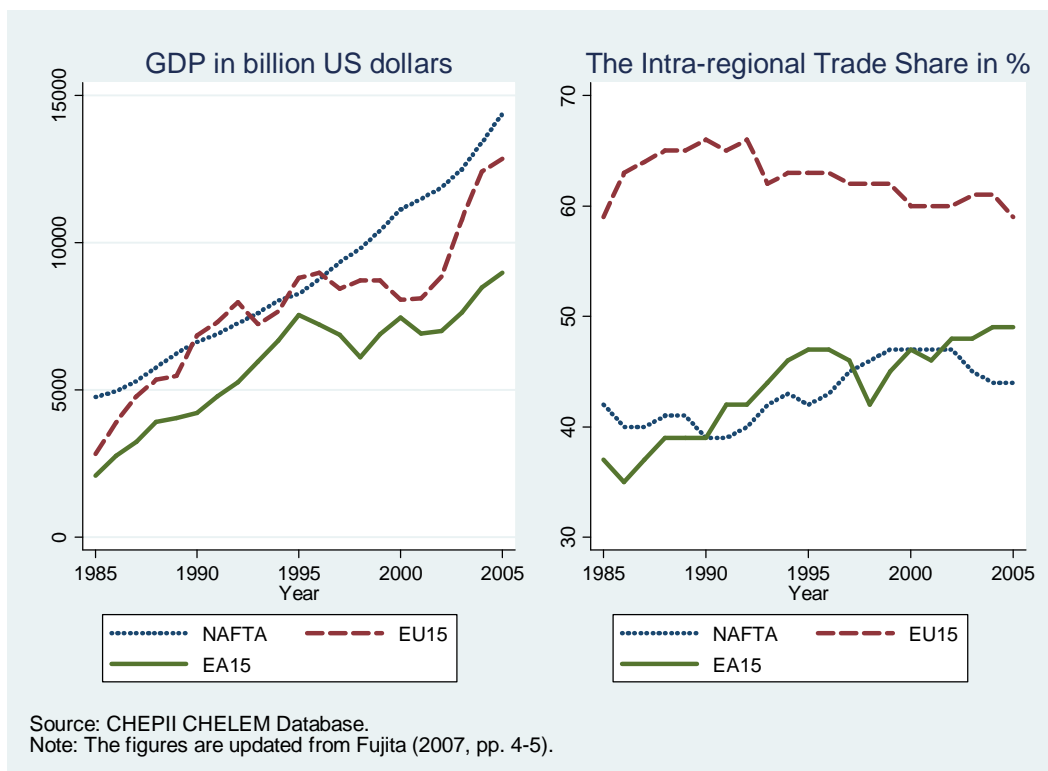 GDP in billion US dollars
15000
10000
5000
0
1985 1990 1995 2000 2005
Year
NAFTA EU15
EA15
The Intra-regional Trade Share in %
70
60
50
40
30
1985 1990 1995 2000 2005
Year
NAFTA EU15
EA15
Source: CHEPII CHELEM Database.
Note: The figures are updated from Fujita (2007, pp. 4-5).